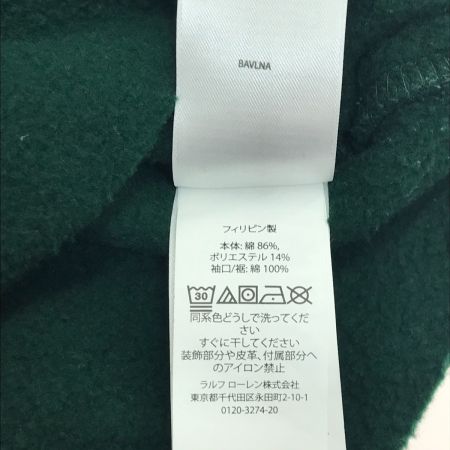 BAVLNA
フィリピン製
本体: 綿 86%,
ポリエステル 14%
袖口/裾: 綿 100%
30
同系色どうしで洗ってくだ
さい
すぐに干してください
装飾部分や皮革、付属部分へ
のアイロン禁止
ラルフ ローレン株式会社
東京都千代田区永田町2-10-1
0120-3274-20